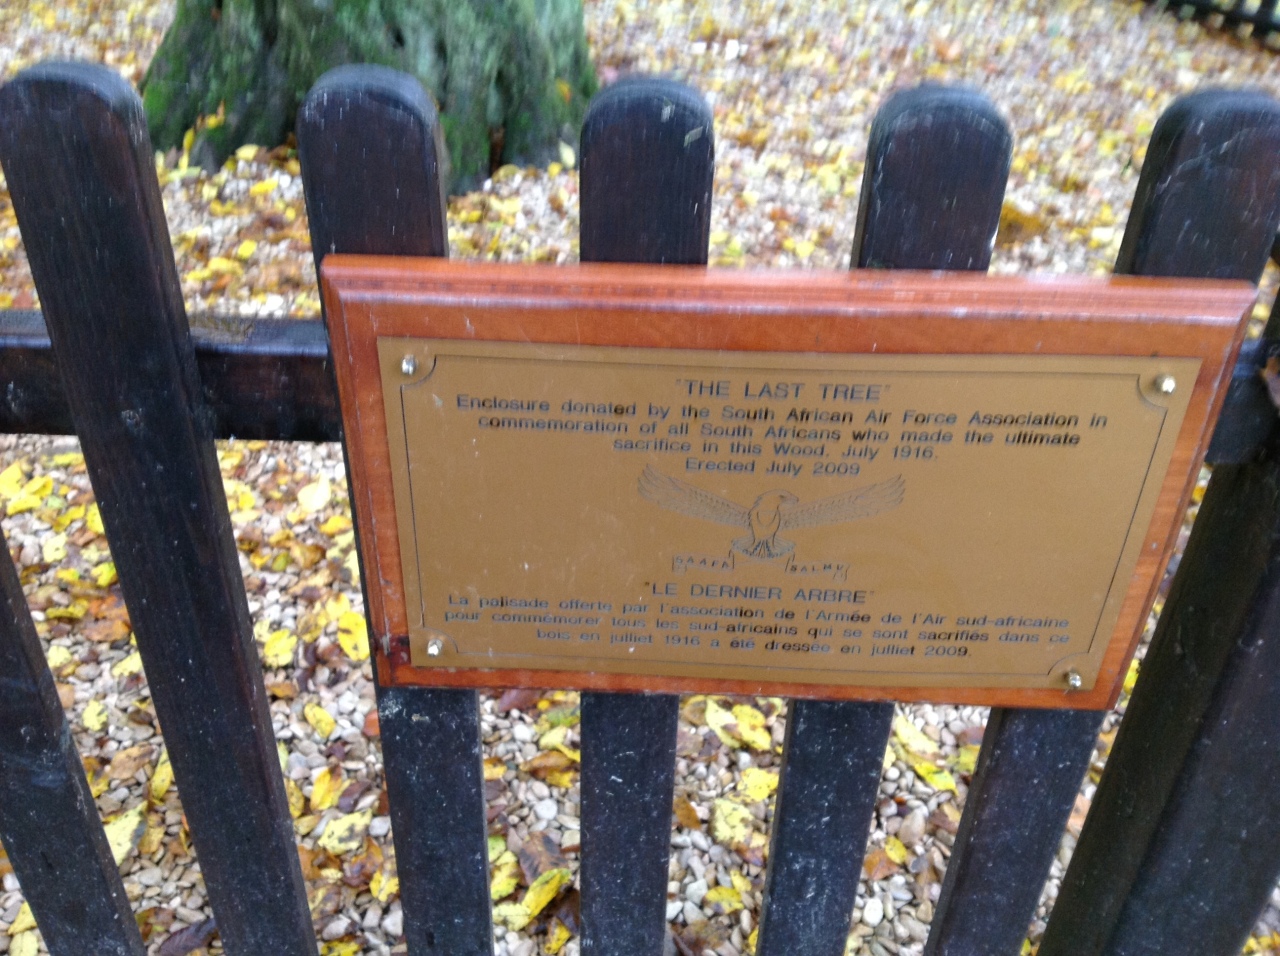 "THE LAST TREE"
Enclosure donated by the South African Air Force Association in
commemoration of all South Africans who made the ultimate
sacrifice in this Wood, July 1916.
Erected July 2009
SAAFA SALMV
"LE DERNIER ARBRE"
La palisade offerte par l'association de l'Armée de l'Air sud-africaine
pour commémorer tous les sud-africains qui se sont sacrifiés dans ce
bois en juillet 1916 a été dressée en juillet 2009.